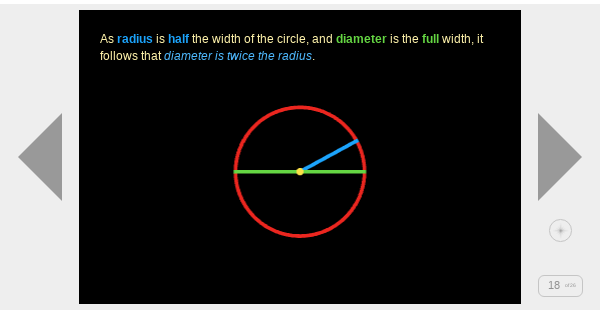 As radius is half the width of the circle, and diameter is the full width, it
follows that diameter is twice the radius.
18